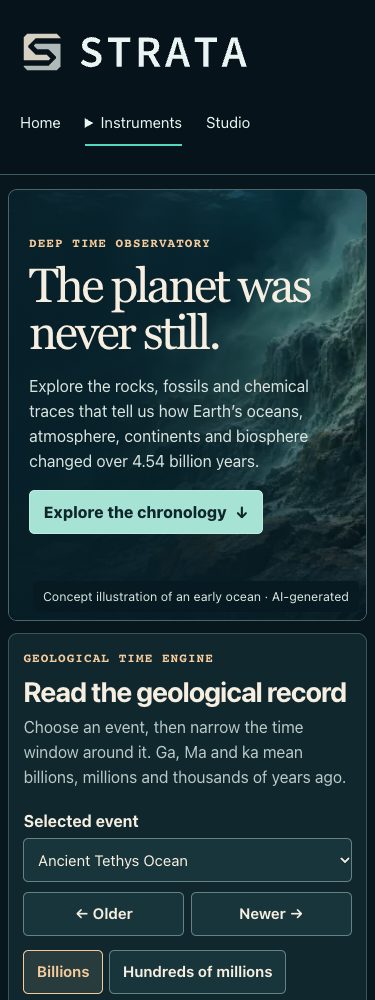 STRATA
Home ▶ Instruments Studio
DEEP TIME OBSERVATORY
The planet was
never still.
Explore the rocks, fossils and chemical
traces that tell us how Earth’s oceans,
atmosphere, continents and biosphere
changed over 4.54 billion years.
Explore the chronology ↓
Concept illustration of an early ocean · AI-generated
GEOLOGICAL TIME ENGINE
Read the geological record
Choose an event, then narrow the time
window around it. Ga, Ma and ka mean
billions, millions and thousands of years ago.
Selected event
Ancient Tethys Ocean
← Older Newer →
Billions Hundreds of millions